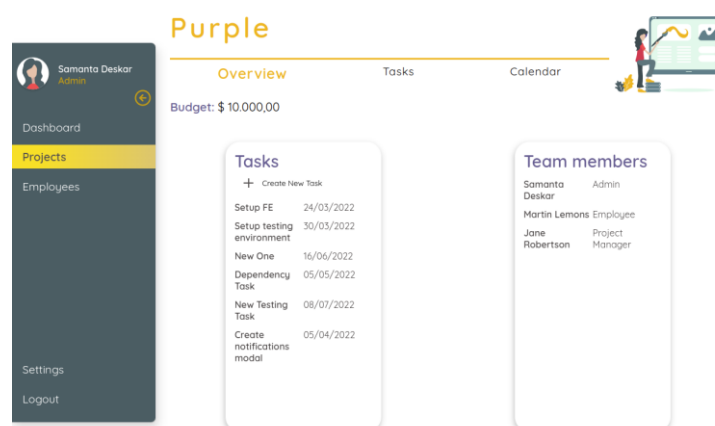 Purple
Samanta Deskar
Admin
Overview
Tasks
Calendar
Budget: $ 10.000,00
Dashboard
Projects
Employees
Settings
Logout
Tasks
+ Create New Task
Setup FE 24/03/2022
Setup testing 30/03/2022
environment
New One 16/06/2022
Dependency 05/05/2022
Task
New Testing 08/07/2022
Task
Create 05/04/2022
notifications
modal
Team members
Samanta Admin
Deskar
Martin Lemons Employee
Jane Project
Robertson Manager